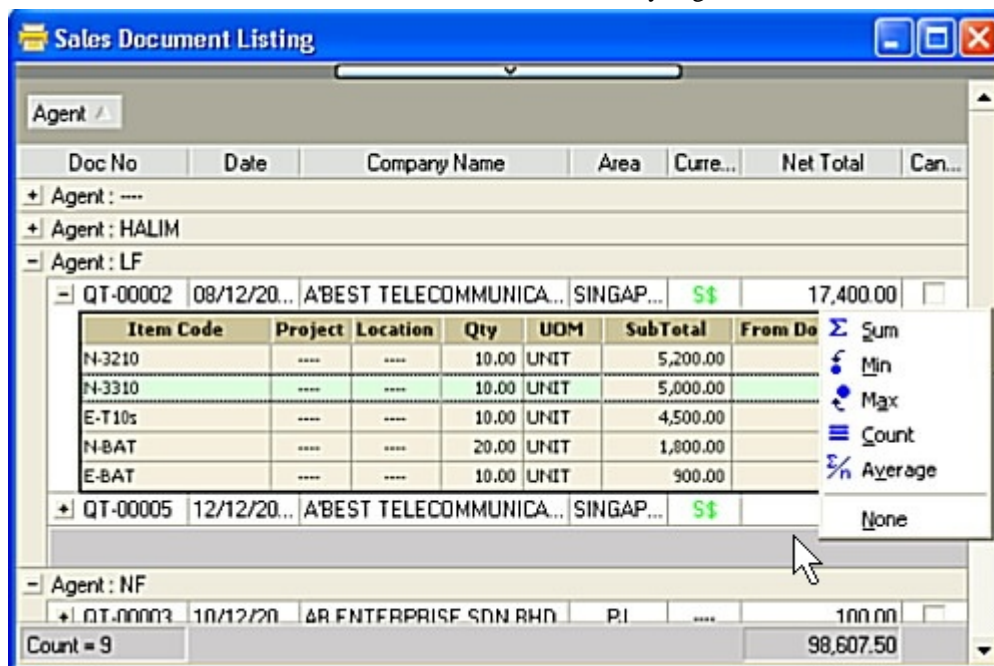 Sales Document Listing
Agent
Doc No Date Company Name Area Curre... Net Total Can...
+ Agent : ----
+ Agent : HALIM
- Agent : LF
- QT-00002 08/12/20... A'BEST TELECOMMUNICA... SINGAP... S$ 17,400.00
Item Code Project Location Qty UOM SubTotal From Do
N-3210 ---- ---- 10.00 UNIT 5,200.00
N-3310 ---- ---- 10.00 UNIT 5,000.00
E-T10s ---- ---- 10.00 UNIT 4,500.00
N-BAT ---- ---- 20.00 UNIT 1,800.00
E-BAT ---- ---- 10.00 UNIT 900.00
Σ Sum
Min
Max
Count
Σ/n Average
None
+ QT-00005 12/12/20... A'BEST TELECOMMUNICA... SINGAP... S$
- Agent : NF
+ QT-00003 10/12/20 AB ENTERPRISE SDN BHD PJ ---- 100.00
Count = 9 98,607.50